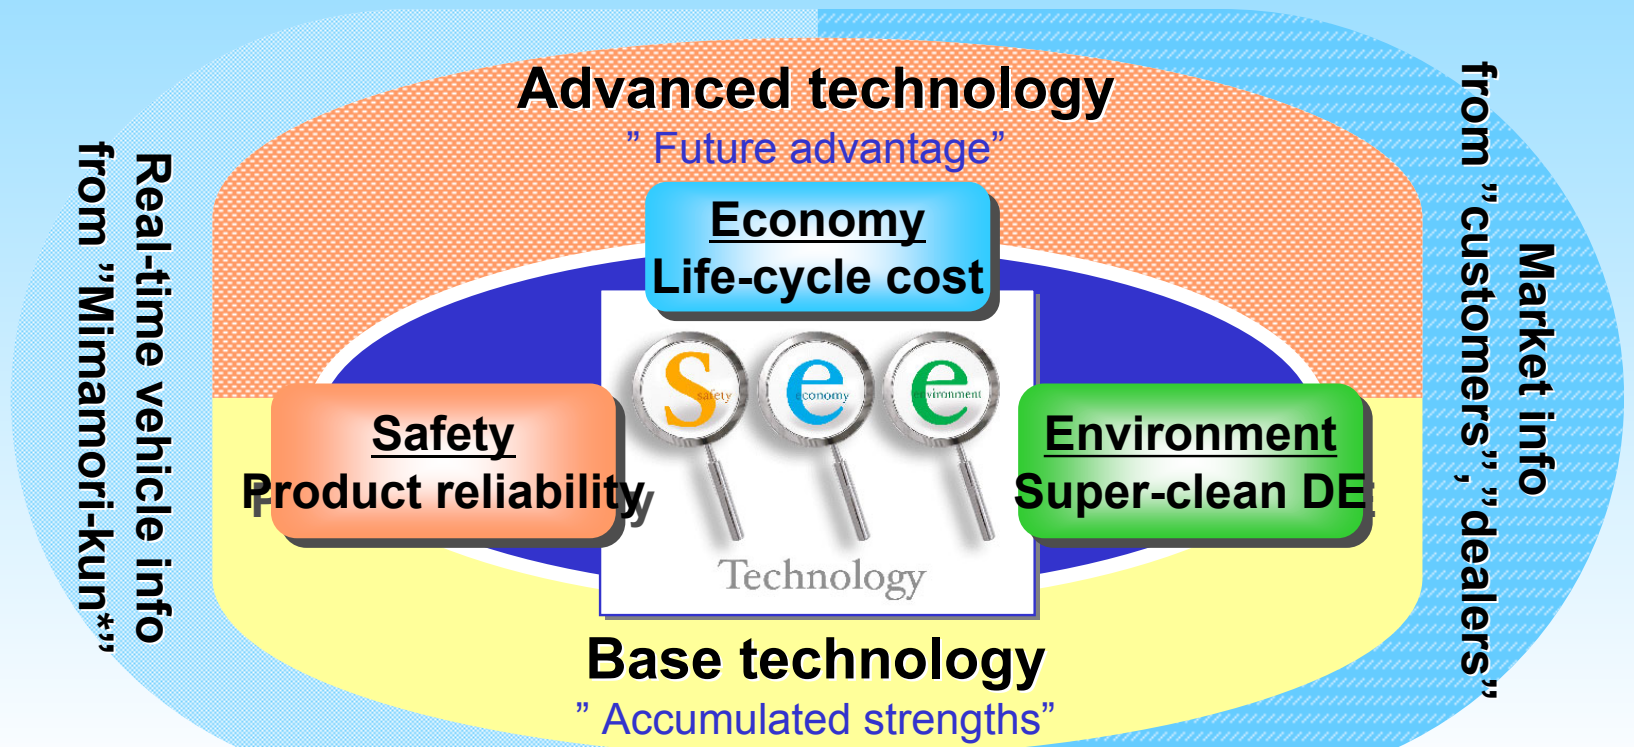 Advanced technology
” Future advantage”
Economy
Life-cycle cost
Real-time vehicle info
from ”Mimamori-kun*”
Market info
from ”customers”, ”dealers”
Safety
Product reliability
S safety
e economy
e environment
Technology
Environment
Super-clean DE
Base technology
” Accumulated strengths”